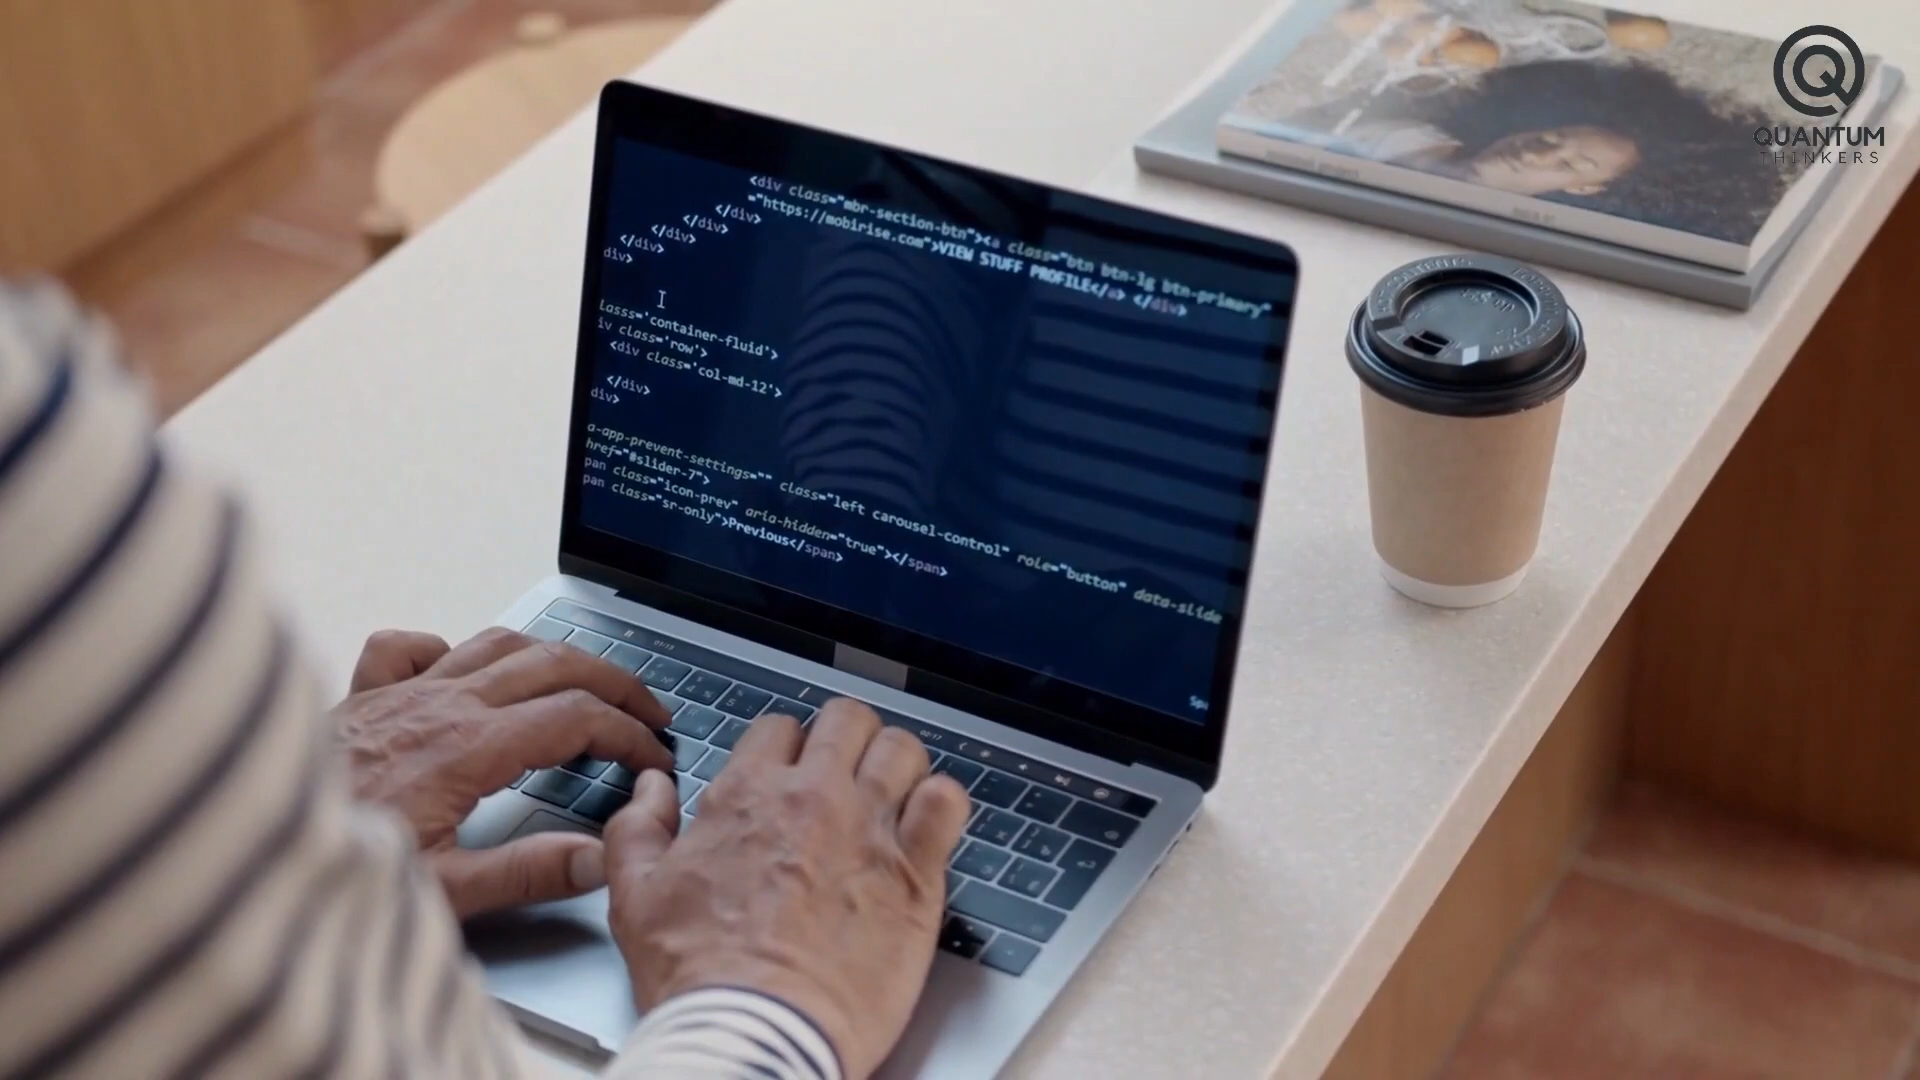 QUANTUM
THINKERS
<div class="mbr-section-btn"><a class="btn btn-lg btn-primary"
="https://mobirise.com">VIEW STUFF PROFILE</a> </div>
</div>
</div>
</div>
</div>
div>
lasss='container-fluid'>
iv class='row'>
<div class='col-md-12'>
</div>
div>
a-app-prevent-settings="" class="left carousel-control" role="button" data-slide
href="#slider-7">
pan class="icon-prev" aria-hidden="true"></span>
pan class="sr-only">Previous</span>